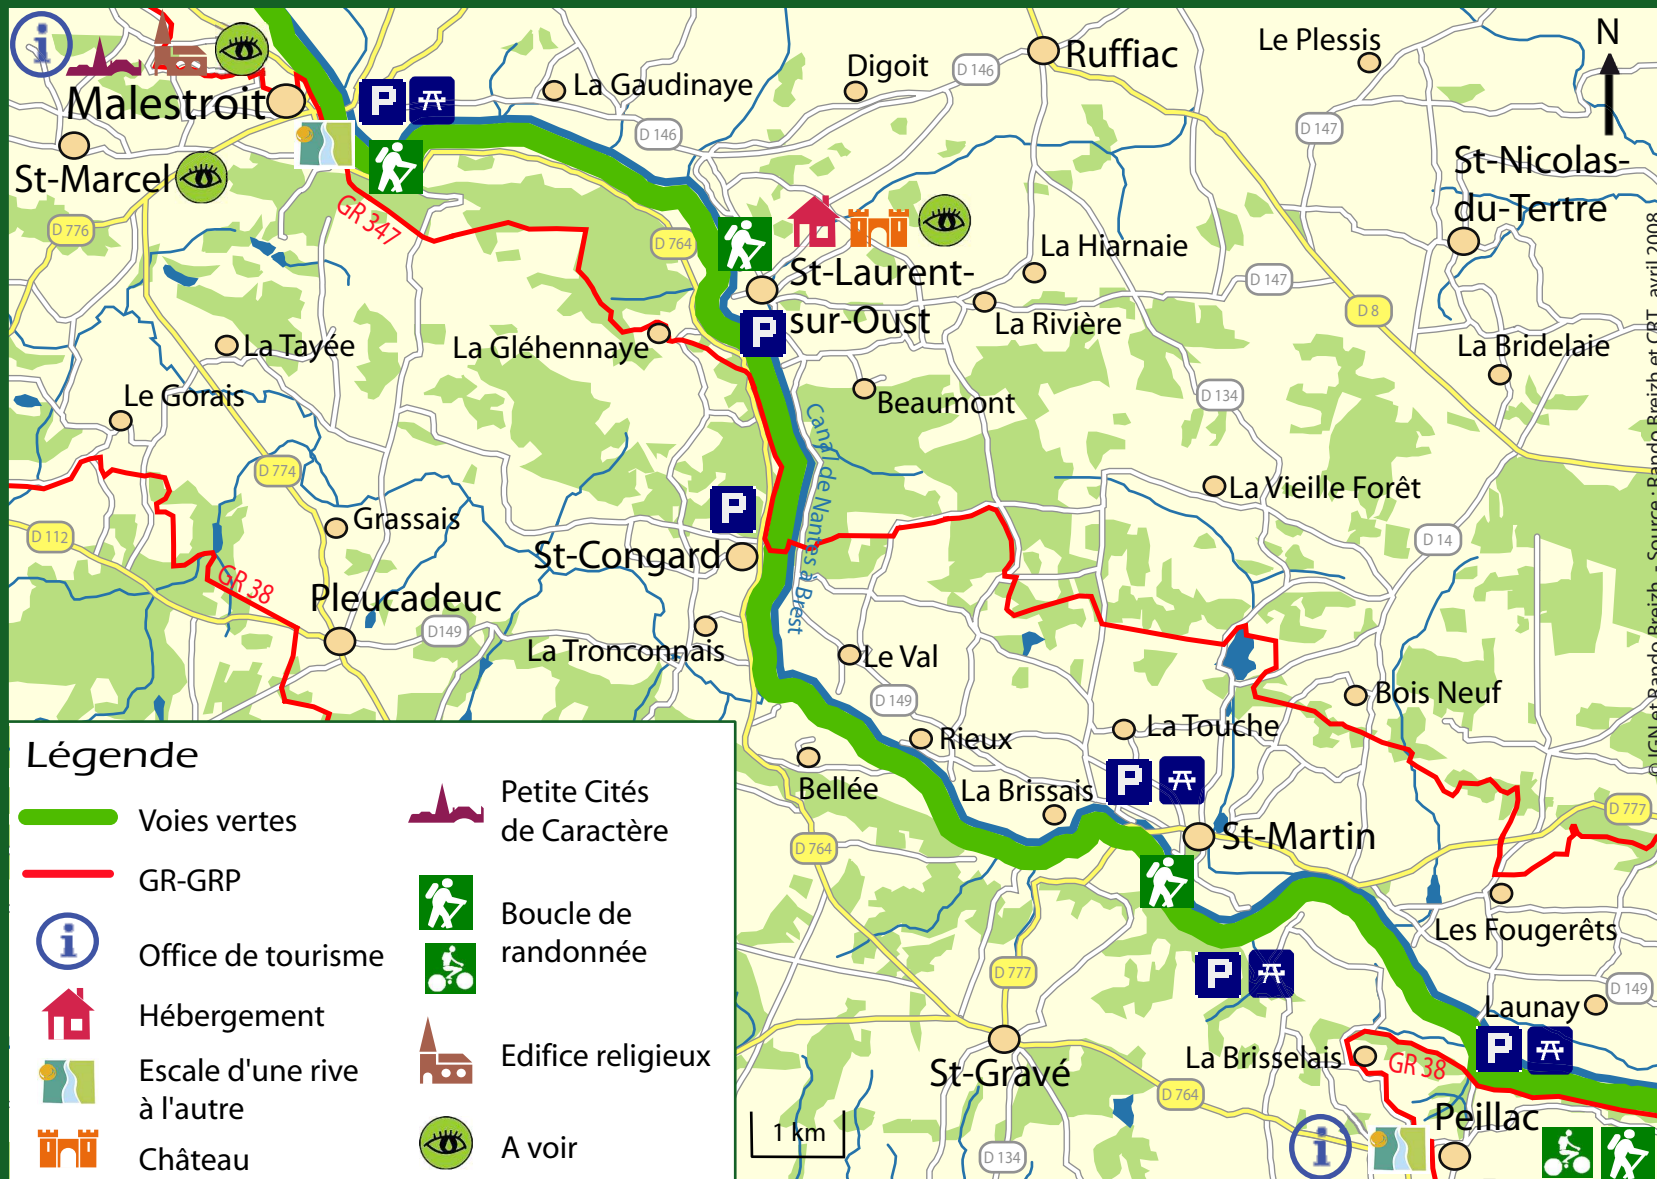 Malestroit
St-Marcel
La Gaudinaye
Digoit
D 146
Ruffiac
Le Plessis
N
D 146
D 147
St-Nicolas-
du-Tertre
D 776
GR 347
D 764
St-Laurent-
sur-Oust
La Hiarnaie
La Rivière
D 147
D 8
La Bridelaie
La Tayée
La Gléhennaye
Le Gorais
Beaumont
D 134
Canal de Nantes à Brest
D 774
La Vieille Forêt
Grassais
D 112
St-Congard
D 14
GR 38
Pleucadeuc
D149
La Tronconnais
Le Val
D 149
Bois Neuf
La Touche
Rieux
Bellée
La Brissais
St-Martin
D 777
D 764
Les Fougerêts
D 777
D 149
Launay
St-Gravé
La Brisselais
GR 38
D 764
Peillac
D 134
1 km
P
P
P
P
P
P
P
© IGN et Rando Breizh - Source : Rando Breizh et CRT, avril 2008
Légende
Voies vertes
GR-GRP
i
Office de tourisme
Hébergement
Escale d'une rive
à l'autre
Château
Petite Cités
de Caractère
Boucle de
randonnée
Edifice religieux
A voir
i
i